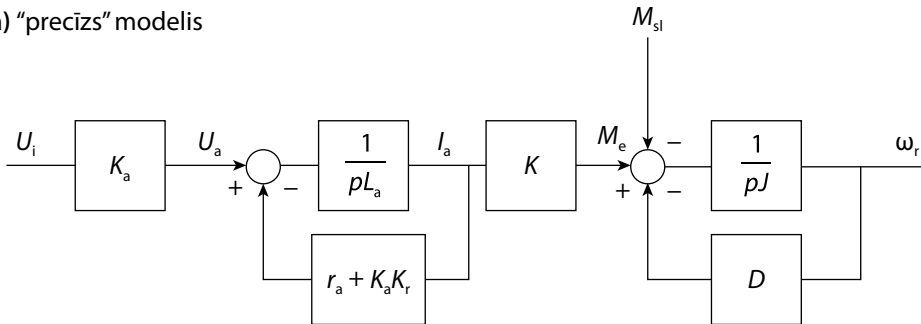 a) “precīzs” modelis
M_sl
U_i
K_a
U_a
+
−
1
pL_a
I_a
K
M_e
+
−
−
1
pJ
ω_r
r_a + K_aK_r
D